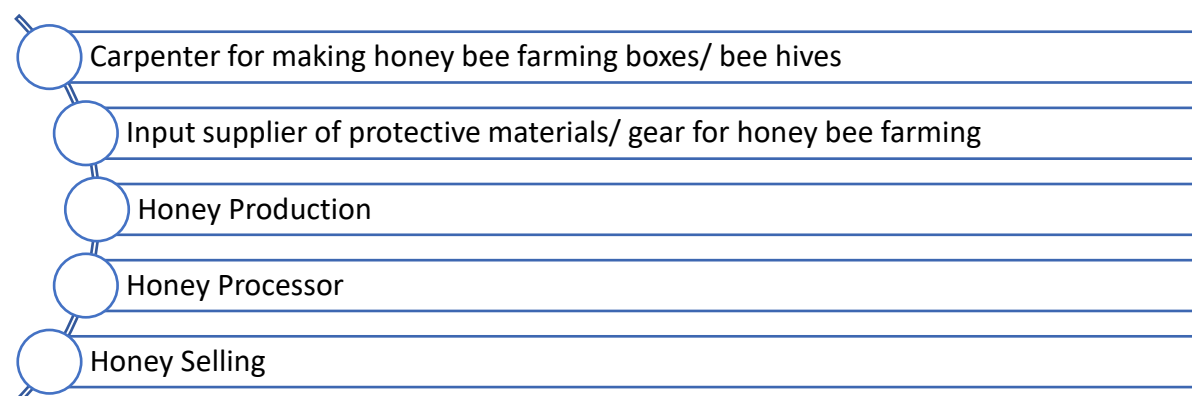 Carpenter for making honey bee farming boxes/ bee hives
Input supplier of protective materials/ gear for honey bee farming
Honey Production
Honey Processor
Honey Selling